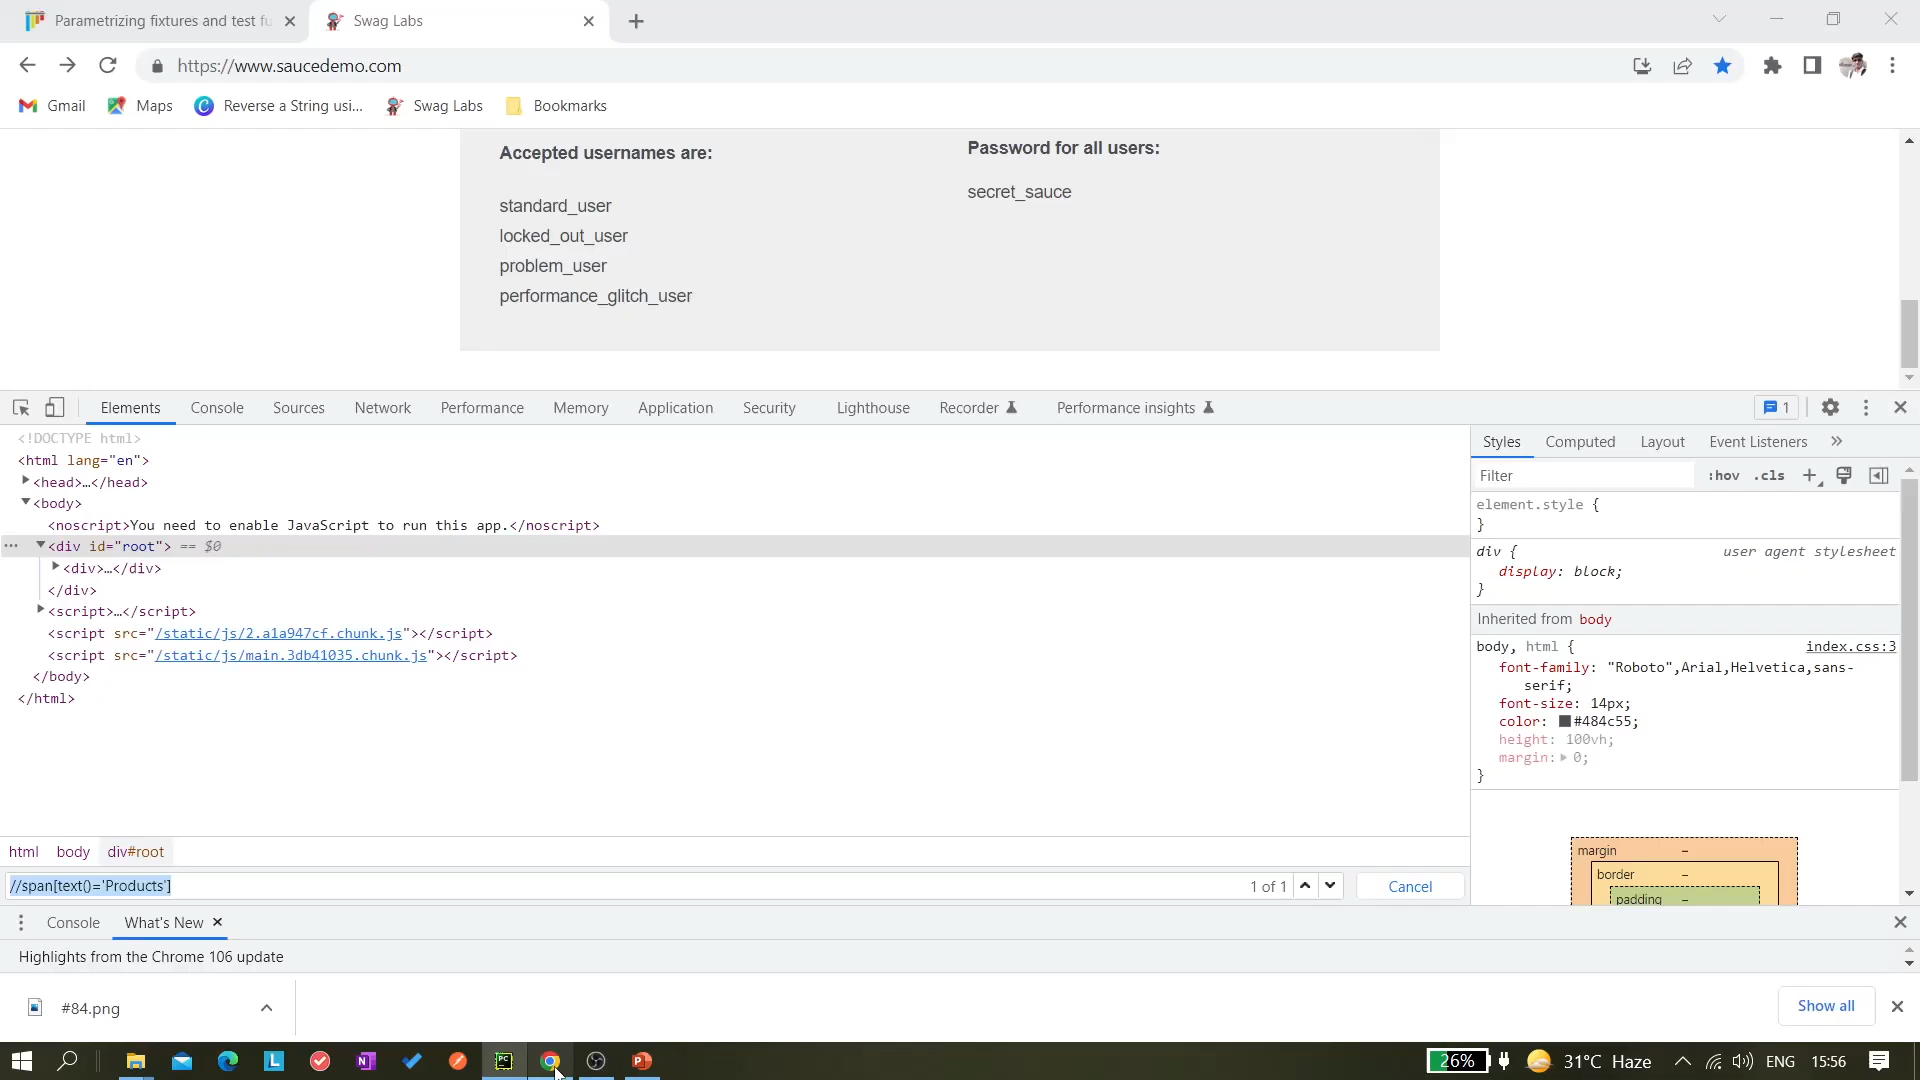 Parametrizing fixtures and test fu
Swag Labs
https://www.saucedemo.com
Gmail
Maps
Reverse a String usi...
Swag Labs
Bookmarks
Accepted usernames are:
standard_user
locked_out_user
problem_user
performance_glitch_user
Password for all users:
secret_sauce
Elements
Console
Sources
Network
Performance
Memory
Application
Security
Lighthouse
Recorder
Performance insights
1
<!DOCTYPE html>
<html lang="en">
<head>…</head>
<body>
<noscript>You need to enable JavaScript to run this app.</noscript>
<div id="root"> == $0
<div>…</div>
</div>
<script>…</script>
<script src="/static/js/2.a1a947cf.chunk.js"></script>
<script src="/static/js/main.3db41035.chunk.js"></script>
</body>
</html>
Styles
Computed
Layout
Event Listeners
Filter
:hov
.cls
element.style {
}
div {
user agent stylesheet
display: block;
}
Inherited from body
body, html {
index.css:3
font-family: "Roboto",Arial,Helvetica,sans-
serif;
font-size: 14px;
color: #484c55;
height: 100vh;
margin: 0;
}
margin –
border –
padding –
html
body
div#root
//span[text()='Products']
1 of 1
Cancel
Console
What's New
Highlights from the Chrome 106 update
#84.png
Show all
26%
31°C Haze
ENG
15:56